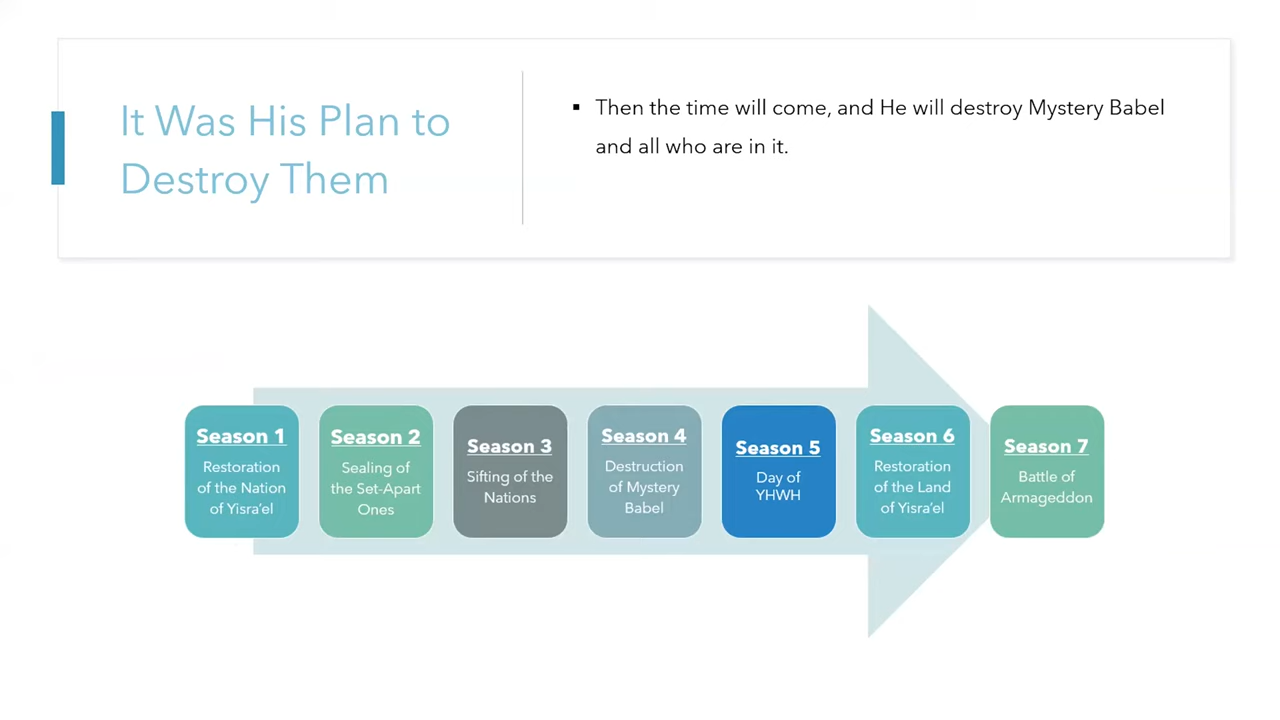 It Was His Plan to
Destroy Them
▪ Then the time will come, and He will destroy Mystery Babel
and all who are in it.
Season 1
Restoration
of the Nation
of Yisra'el
Season 2
Sealing of
the Set-Apart
Ones
Season 3
Sifting of the
Nations
Season 4
Destruction
of Mystery
Babel
Season 5
Day of
YHWH
Season 6
Restoration
of the Land
of Yisra'el
Season 7
Battle of
Armageddon